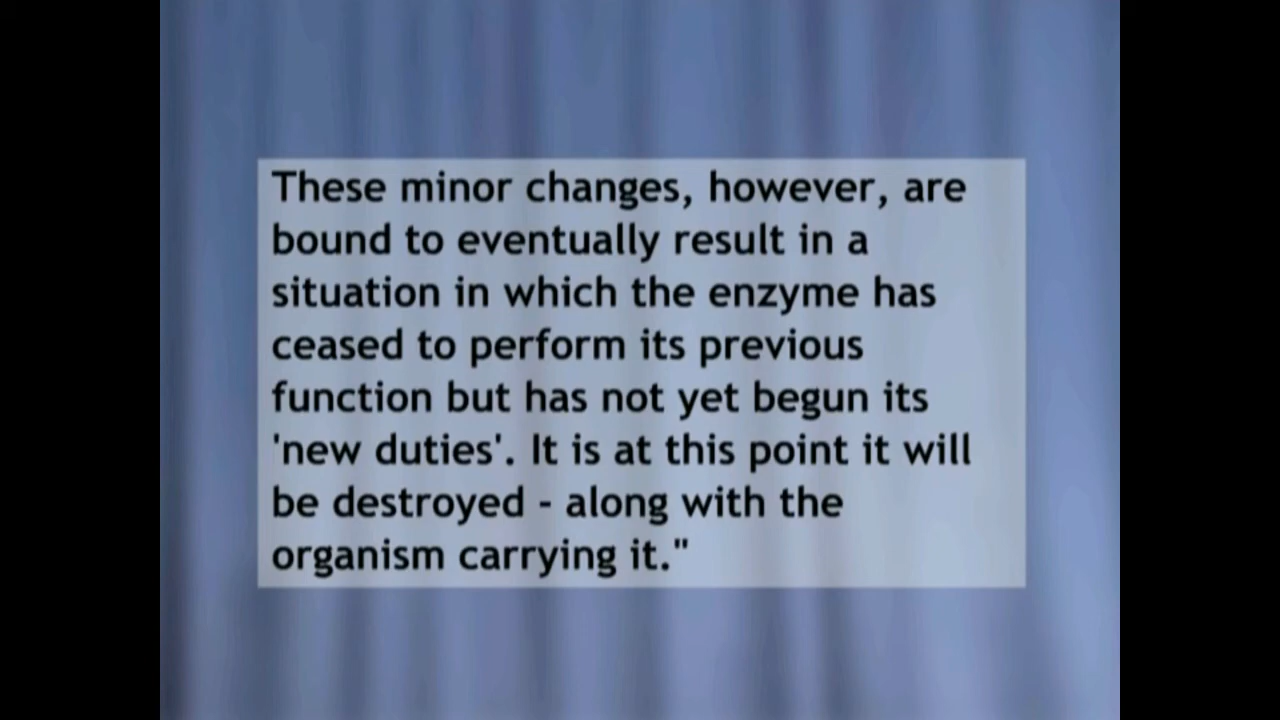 These minor changes, however, are
bound to eventually result in a
situation in which the enzyme has
ceased to perform its previous
function but has not yet begun its
'new duties'. It is at this point it will
be destroyed - along with the
organism carrying it."